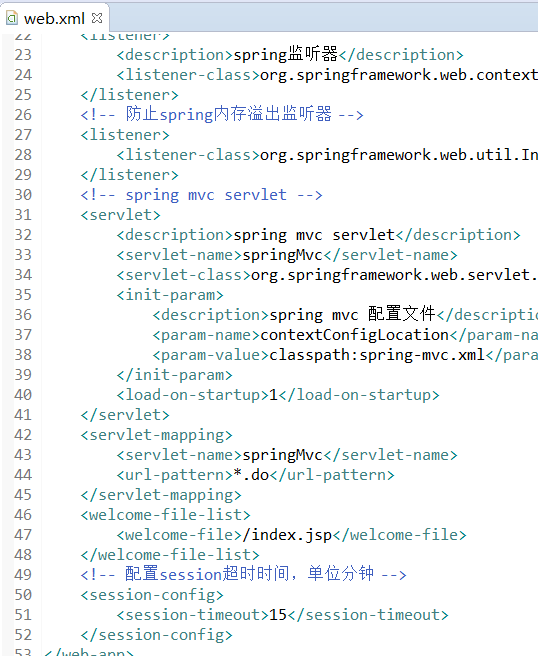 web.xml
22 <listener>
23 <description>spring监听器</description>
24 <listener-class>org.springframework.web.context
25 </listener>
26 <!-- 防止spring内存溢出监听器 -->
27 <listener>
28 <listener-class>org.springframework.web.util.In
29 </listener>
30 <!-- spring mvc servlet -->
31 <servlet>
32 <description>spring mvc servlet</description>
33 <servlet-name>springMvc</servlet-name>
34 <servlet-class>org.springframework.web.servlet.
35 <init-param>
36 <description>spring mvc 配置文件</descriptio
37 <param-name>contextConfigLocation</param-na
38 <param-value>classpath:spring-mvc.xml</para
39 </init-param>
40 <load-on-startup>1</load-on-startup>
41 </servlet>
42 <servlet-mapping>
43 <servlet-name>springMvc</servlet-name>
44 <url-pattern>*.do</url-pattern>
45 </servlet-mapping>
46 <welcome-file-list>
47 <welcome-file>/index.jsp</welcome-file>
48 </welcome-file-list>
49 <!-- 配置session超时时间，单位分钟 -->
50 <session-config>
51 <session-timeout>15</session-timeout>
52 </session-config>
53 </web-app>